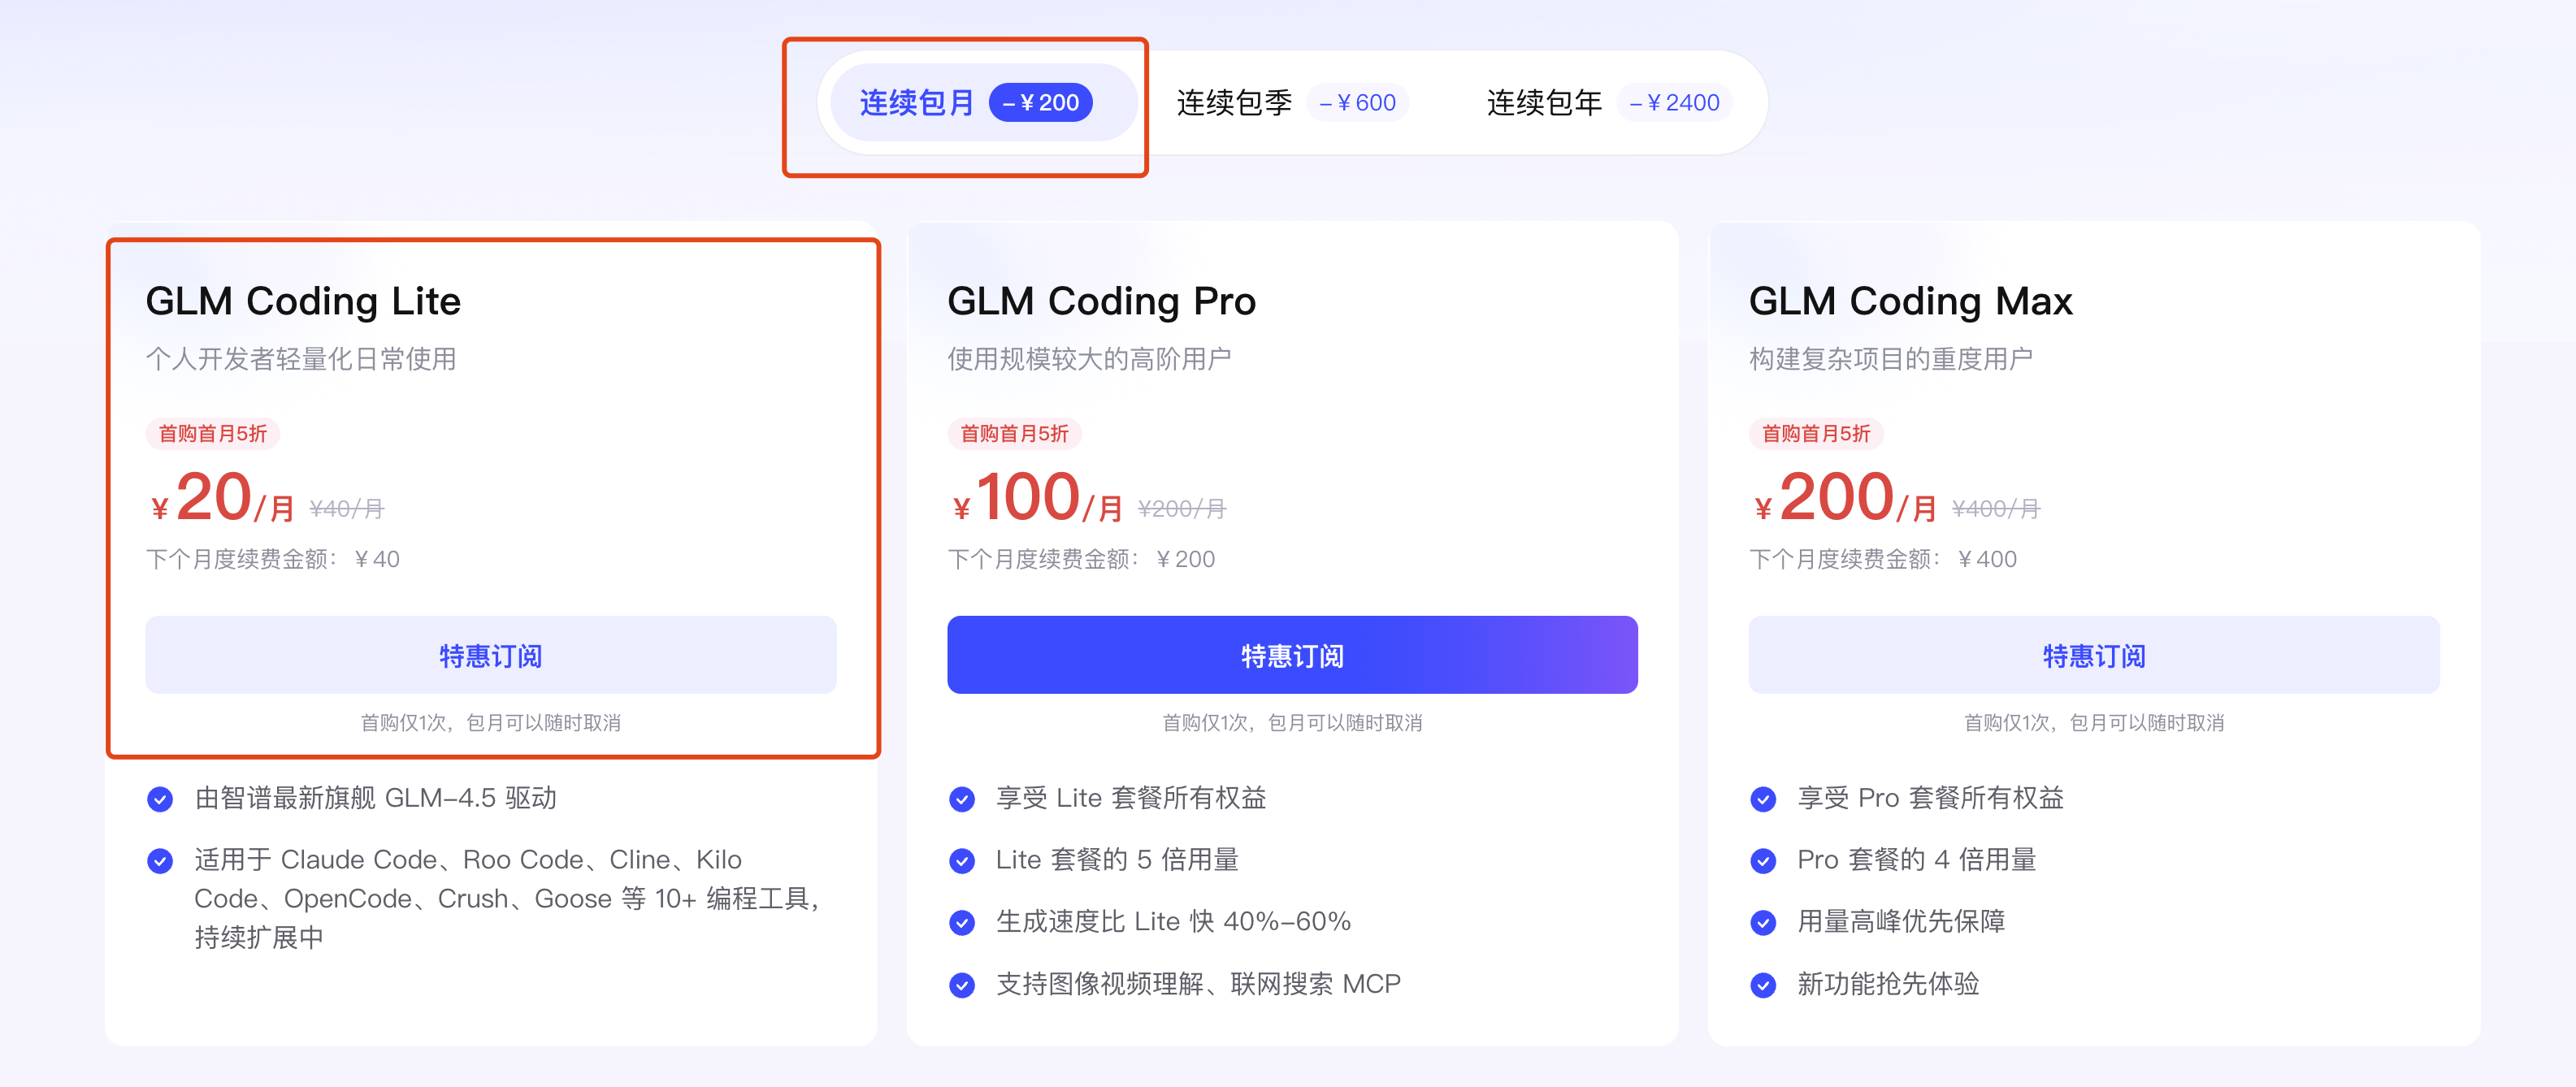 连续包月 -¥200 连续包季 -¥600 连续包年 -¥2400
GLM Coding Lite
个人开发者轻量化日常使用
首购首月5折
¥20/月 ¥40/月
下个月度续费金额：¥40
特惠订阅
首购仅1次，包月可以随时取消
由智谱最新旗舰 GLM-4.5 驱动
适用于 Claude Code、Roo Code、Cline、Kilo
Code、OpenCode、Crush、Goose 等 10+ 编程工具，
持续扩展中
GLM Coding Pro
使用规模较大的高阶用户
首购首月5折
¥100/月 ¥200/月
下个月度续费金额：¥200
特惠订阅
首购仅1次，包月可以随时取消
享受 Lite 套餐所有权益
Lite 套餐的 5 倍用量
生成速度比 Lite 快 40%-60%
支持图像视频理解、联网搜索 MCP
GLM Coding Max
构建复杂项目的重度用户
首购首月5折
¥200/月 ¥400/月
下个月度续费金额：¥400
特惠订阅
首购仅1次，包月可以随时取消
享受 Pro 套餐所有权益
Pro 套餐的 4 倍用量
用量高峰优先保障
新功能抢先体验